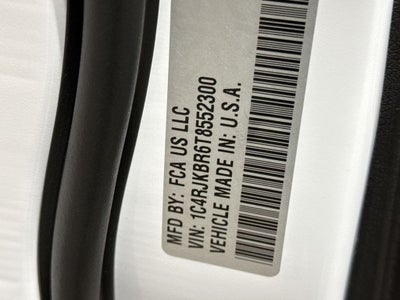 MFD BY: FCA US LLC
VIN: 1C4RJKBR6T8552300
VEHICLE MADE IN: U.S.A.